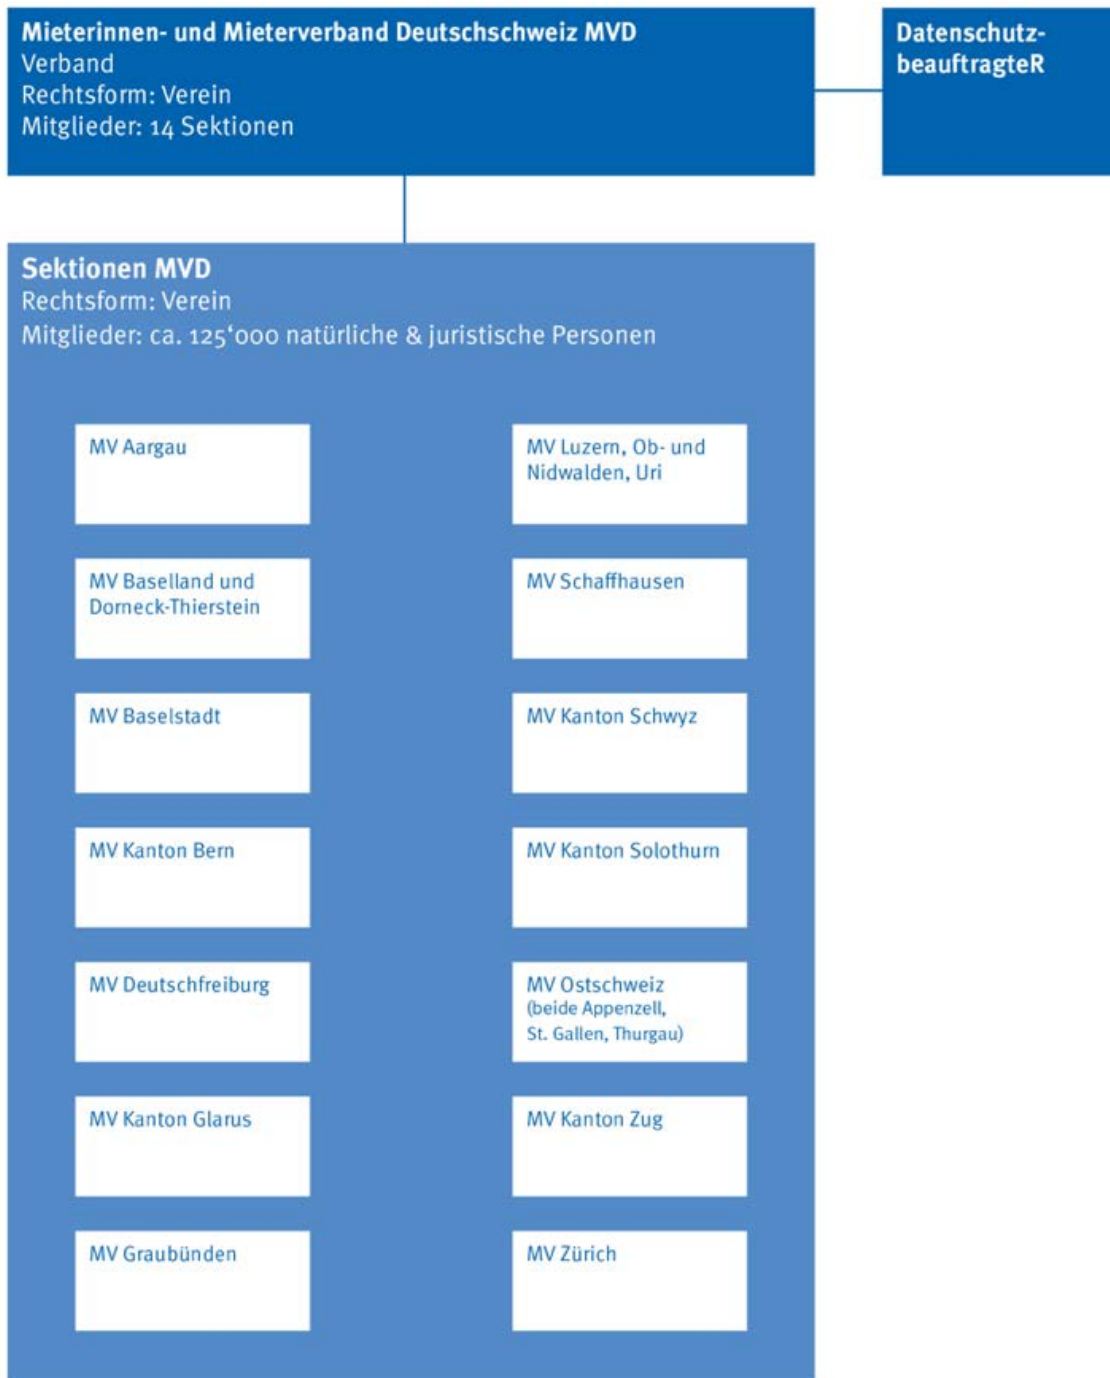 Mieterinnen- und Mieterverband Deutschschweiz MVD
Verband
Rechtsform: Verein
Mitglieder: 14 Sektionen
Datenschutz-
beauftragteR
Sektionen MVD
Rechtsform: Verein
Mitglieder: ca. 125‘000 natürliche & juristische Personen
MV Aargau
MV Luzern, Ob- und
Nidwalden, Uri
MV Baselland und
Dorneck-Thierstein
MV Schaffhausen
MV Baselstadt
MV Kanton Schwyz
MV Kanton Bern
MV Kanton Solothurn
MV Deutschfreiburg
MV Ostschweiz
(beide Appenzell,
St. Gallen, Thurgau)
MV Kanton Glarus
MV Kanton Zug
MV Graubünden
MV Zürich